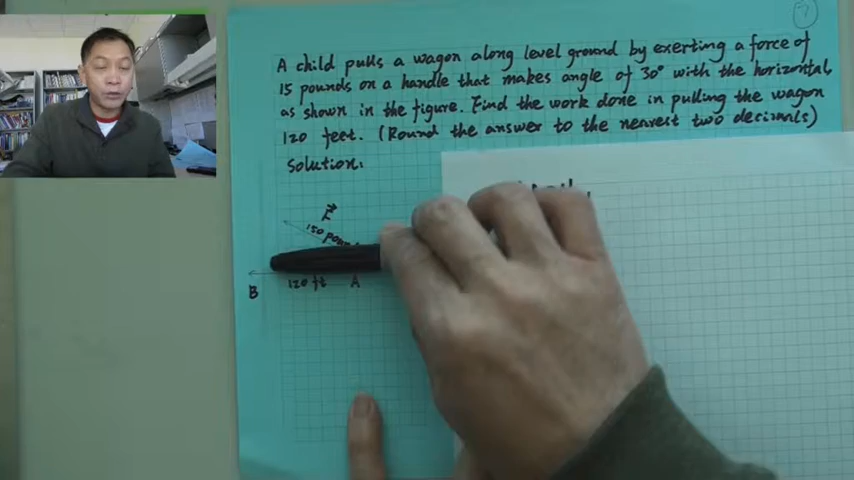 7
A child pulls a wagon along level ground by exerting a force of
15 pounds on a handle that makes angle of 30° with the horizontal,
as shown in the figure. Find the work done in pulling the wagon
120 feet. (Round the answer to the nearest two decimals)
Solution.
F
120 ft A
B